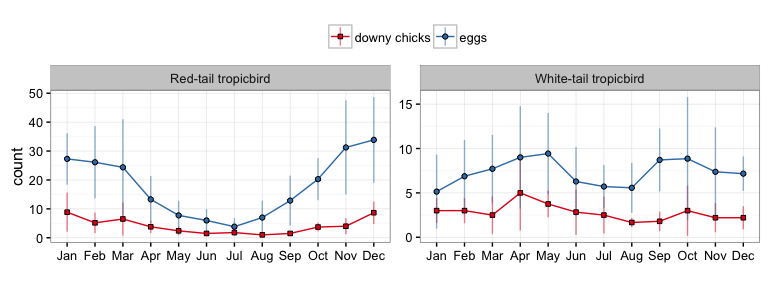 downy chicks eggs
Red-tail tropicbird
White-tail tropicbird
count
50
40
30
20
10
0
15
10
5
0
Jan Feb Mar Apr May Jun Jul Aug Sep Oct Nov Dec
Jan Feb Mar Apr May Jun Jul Aug Sep Oct Nov Dec